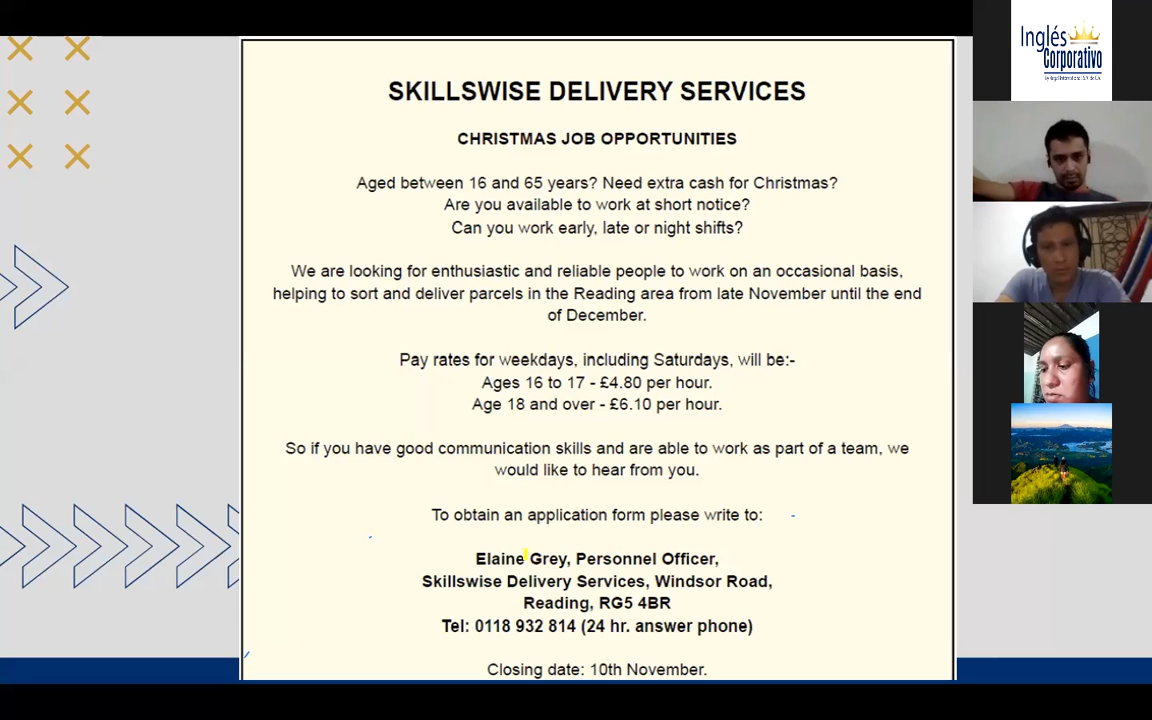 SKILLSWISE DELIVERY SERVICES
CHRISTMAS JOB OPPORTUNITIES
Aged between 16 and 65 years? Need extra cash for Christmas?
Are you available to work at short notice?
Can you work early, late or night shifts?
We are looking for enthusiastic and reliable people to work on an occasional basis,
helping to sort and deliver parcels in the Reading area from late November until the end
of December.
Pay rates for weekdays, including Saturdays, will be:-
Ages 16 to 17 - £4.80 per hour.
Age 18 and over - £6.10 per hour.
So if you have good communication skills and are able to work as part of a team, we
would like to hear from you.
To obtain an application form please write to:
Elaine Grey, Personnel Officer,
Skillswise Delivery Services, Windsor Road,
Reading, RG5 4BR
Tel: 0118 932 814 (24 hr. answer phone)
Closing date: 10th November.
Inglés
Corporativo